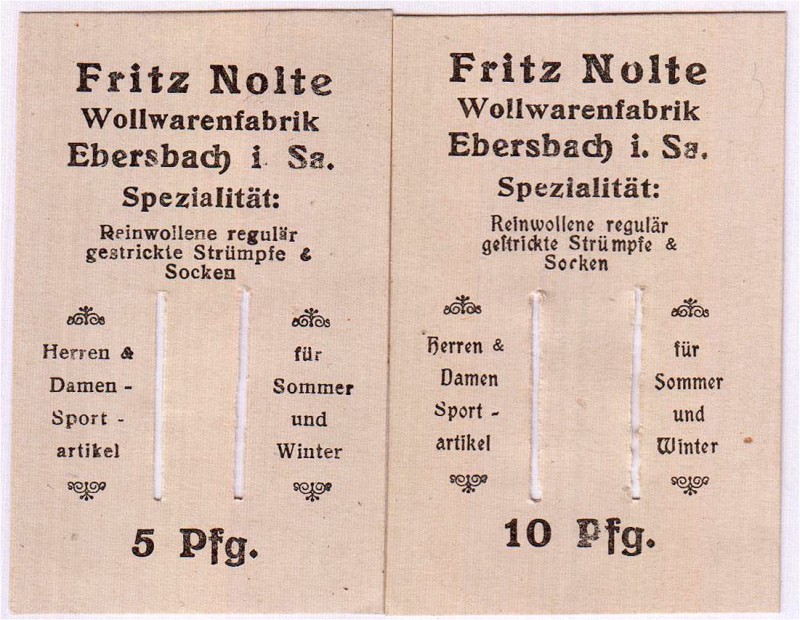 Fritz Nolte
Wollwarenfabrik
Ebersbach i Sa.
Spezialität:
Reinwollene regulär
gestrickte Strümpfe &
Socken
Herren &
Damen -
Sport -
artikel
für
Sommer
und
Winter
5 Pfg.
Fritz Nolte
Wollwarenfabrik
Ebersbach i. Sa.
Spezialität:
Reinwollene regulär
geſtrickte Strümpfe &
Socken
Herren &
Damen
Sport -
artikel
für
Sommer
und
Winter
10 Pfg.